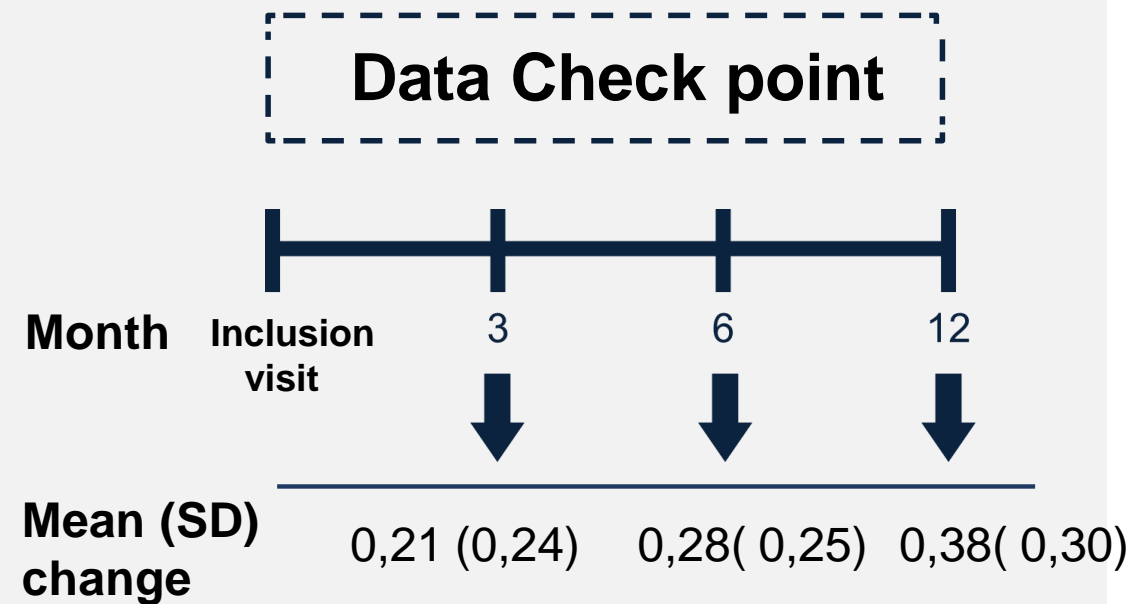 Data Check point
Month Inclusion visit 3 6 12
Mean (SD) change 0,21 (0,24) 0,28( 0,25) 0,38( 0,30)